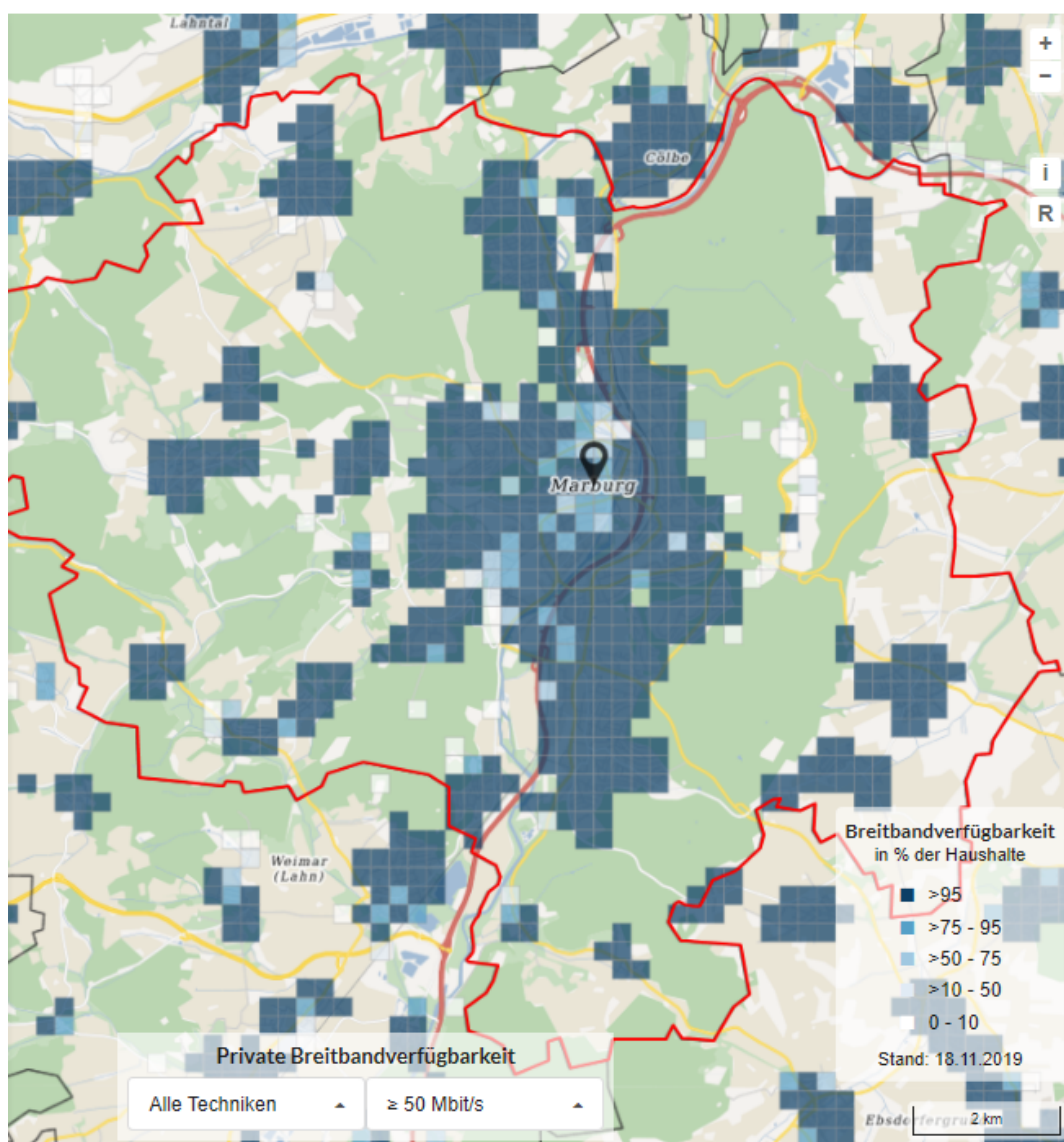 Lahntal
+
−
Cölbe
i
R
Marburg
Weimar
(Lahn)
Breitbandverfügbarkeit
in % der Haushalte
>95
>75 - 95
>50 - 75
>10 - 50
0 - 10
Stand: 18.11.2019
Private Breitbandverfügbarkeit
Alle Techniken
≥ 50 Mbit/s
2 km